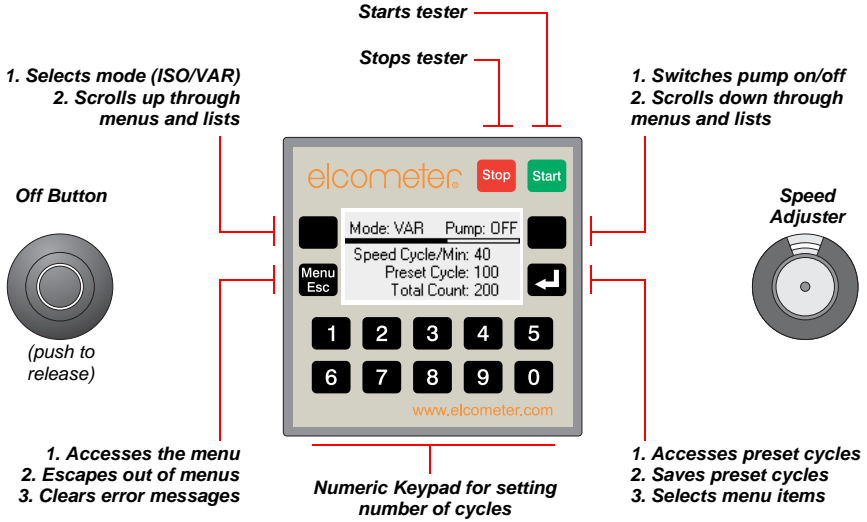 Starts tester
Stops tester
1. Selects mode (ISO/VAR)
2. Scrolls up through
menus and lists
1. Switches pump on/off
2. Scrolls down through
menus and lists
Off Button
(push to
release)
Speed
Adjuster
elcometer®
Stop
Start
Mode: VAR Pump: OFF
Speed Cycle/Min: 40
Preset Cycle: 100
Total Count: 200
Menu
Esc
1 2 3 4 5
6 7 8 9 0
www.elcometer.com
1. Accesses the menu
2. Escapes out of menus
3. Clears error messages
Numeric Keypad for setting
number of cycles
1. Accesses preset cycles
2. Saves preset cycles
3. Selects menu items